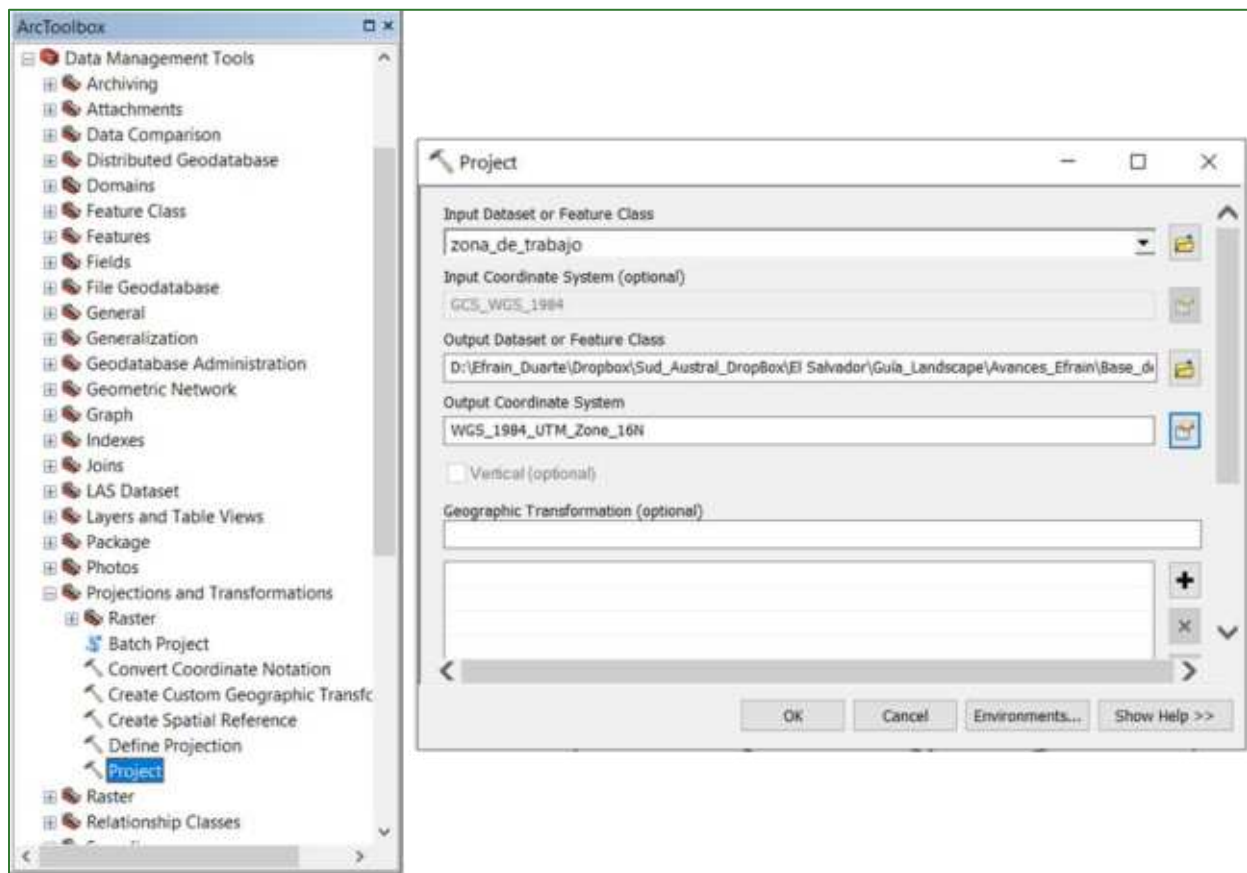 ArcToolbox
Data Management Tools
Archiving
Attachments
Data Comparison
Distributed Geodatabase
Domains
Feature Class
Features
Fields
File Geodatabase
General
Generalization
Geodatabase Administration
Geometric Network
Graph
Indexes
Joins
LAS Dataset
Layers and Table Views
Package
Photos
Projections and Transformations
Raster
Batch Project
Convert Coordinate Notation
Create Custom Geographic Transfc
Create Spatial Reference
Define Projection
Project
Raster
Relationship Classes
Project
Input Dataset or Feature Class
zona_de_trabajo
Input Coordinate System (optional)
GCS_WGS_1984
Output Dataset or Feature Class
D:\Efrain_Duarte\Dropbox\Sud_Austral_DropBox\El Salvador\Guía_Landscape\Avances_Efrain\Base_de
Output Coordinate System
WGS_1984_UTM_Zone_16N
Vertical (optional)
Geographic Transformation (optional)
OK Cancel Environments... Show Help >>